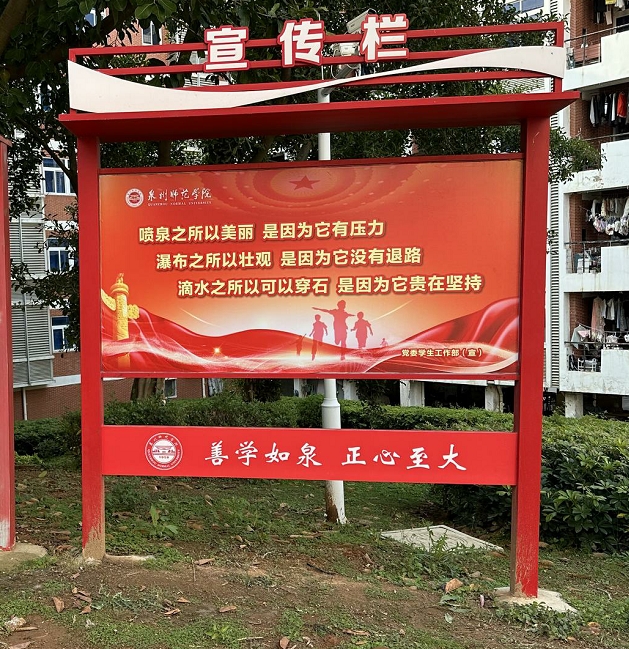 宣传栏
泉州师范学院
QUANZHOU NORMAL UNIVERSITY
喷泉之所以美丽 是因为它有压力
瀑布之所以壮观 是因为它没有退路
滴水之所以可以穿石 是因为它贵在坚持
党委学生工作部（宣）
善学如泉 正心至大